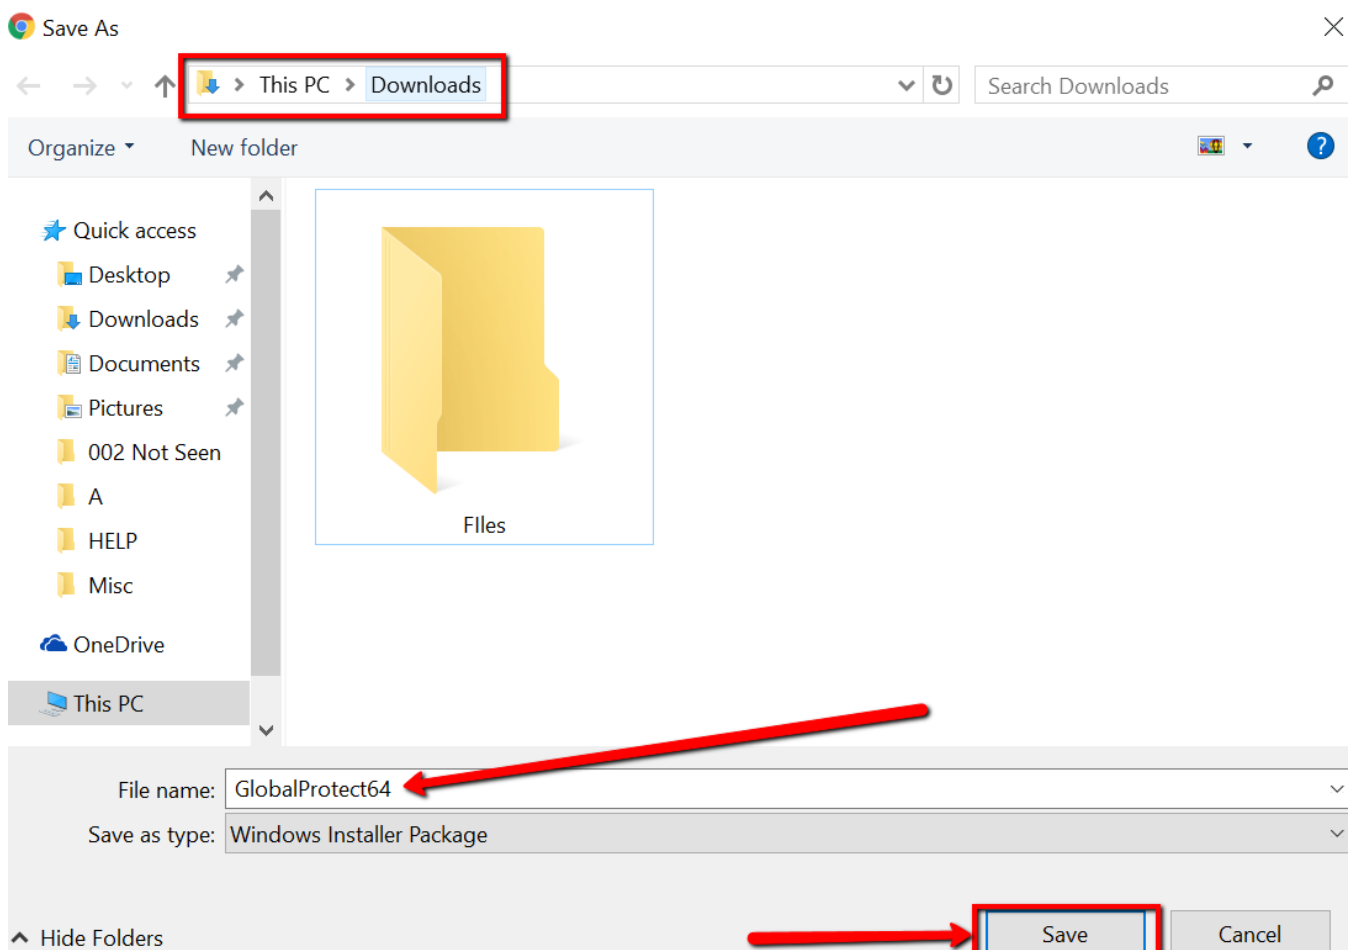 Save As
This PC > Downloads
Search Downloads
Organize
New folder
?
Quick access
Desktop
Downloads
Documents
Pictures
002 Not Seen
A
HELP
Misc
OneDrive
This PC
FIles
File name: GlobalProtect64
Save as type: Windows Installer Package
Hide Folders
Save
Cancel